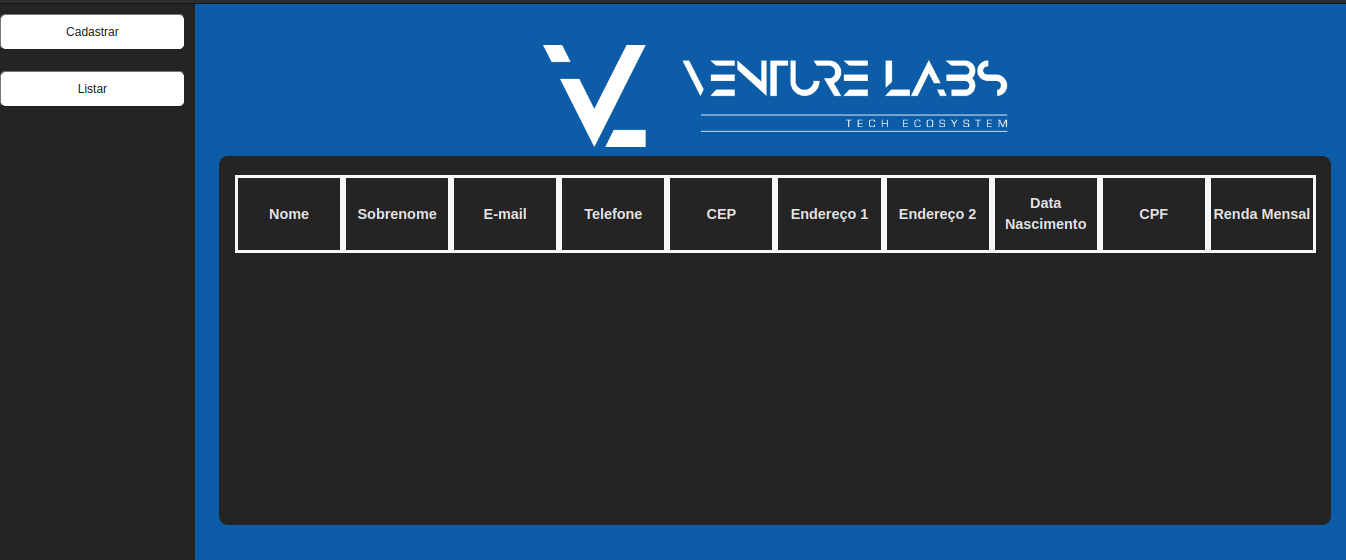 Cadastrar
Listar
VENTURE LABS
TECH ECOSYSTEM
Nome Sobrenome E-mail Telefone CEP Endereço 1 Endereço 2 Data Nascimento CPF Renda Mensal